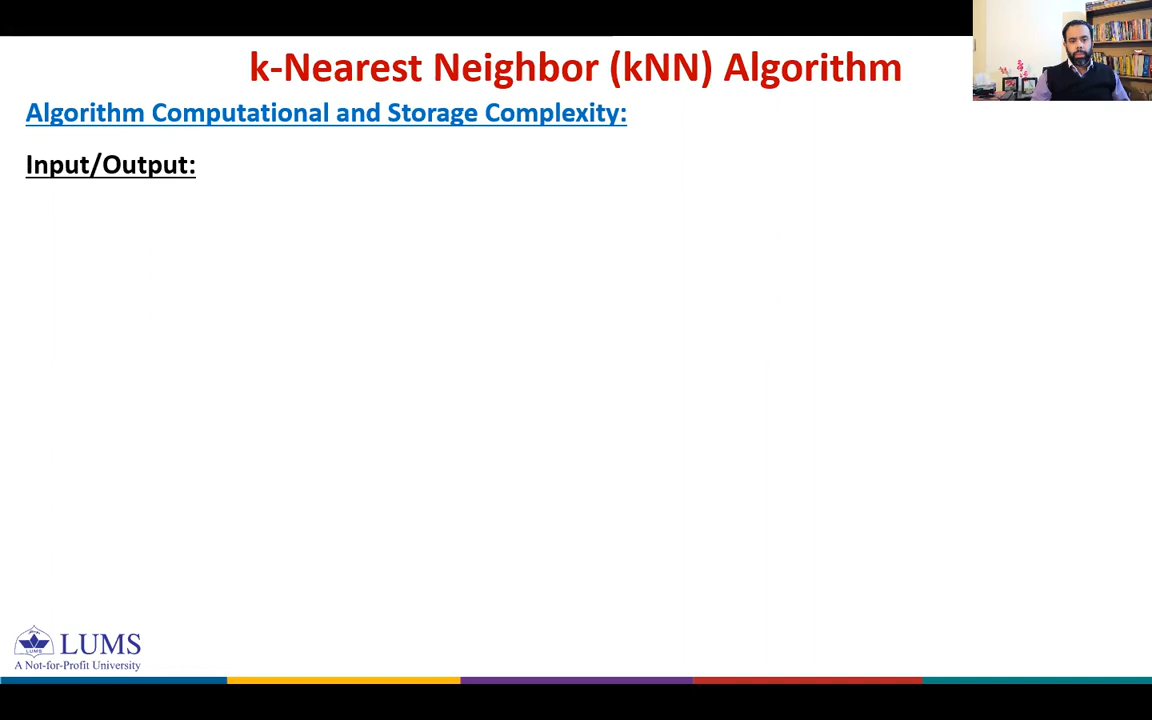 k-Nearest Neighbor (kNN) Algorithm
Algorithm Computational and Storage Complexity:
Input/Output:
LUMS
A Not-for-Profit University